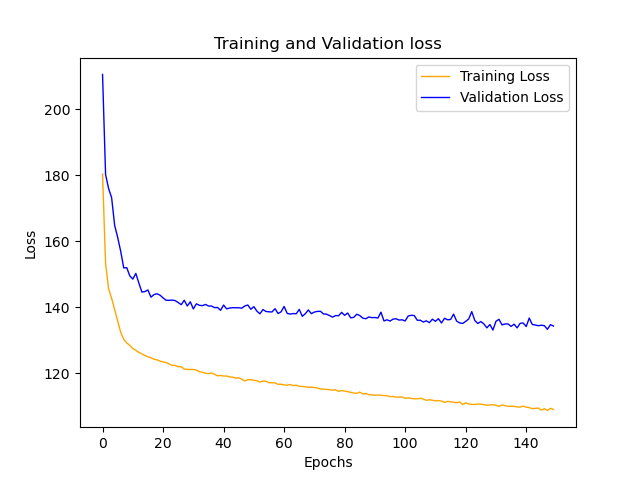 Training and Validation loss
Training Loss
Validation Loss
Loss
200
180
160
140
120
0 20 40 60 80 100 120 140
Epochs